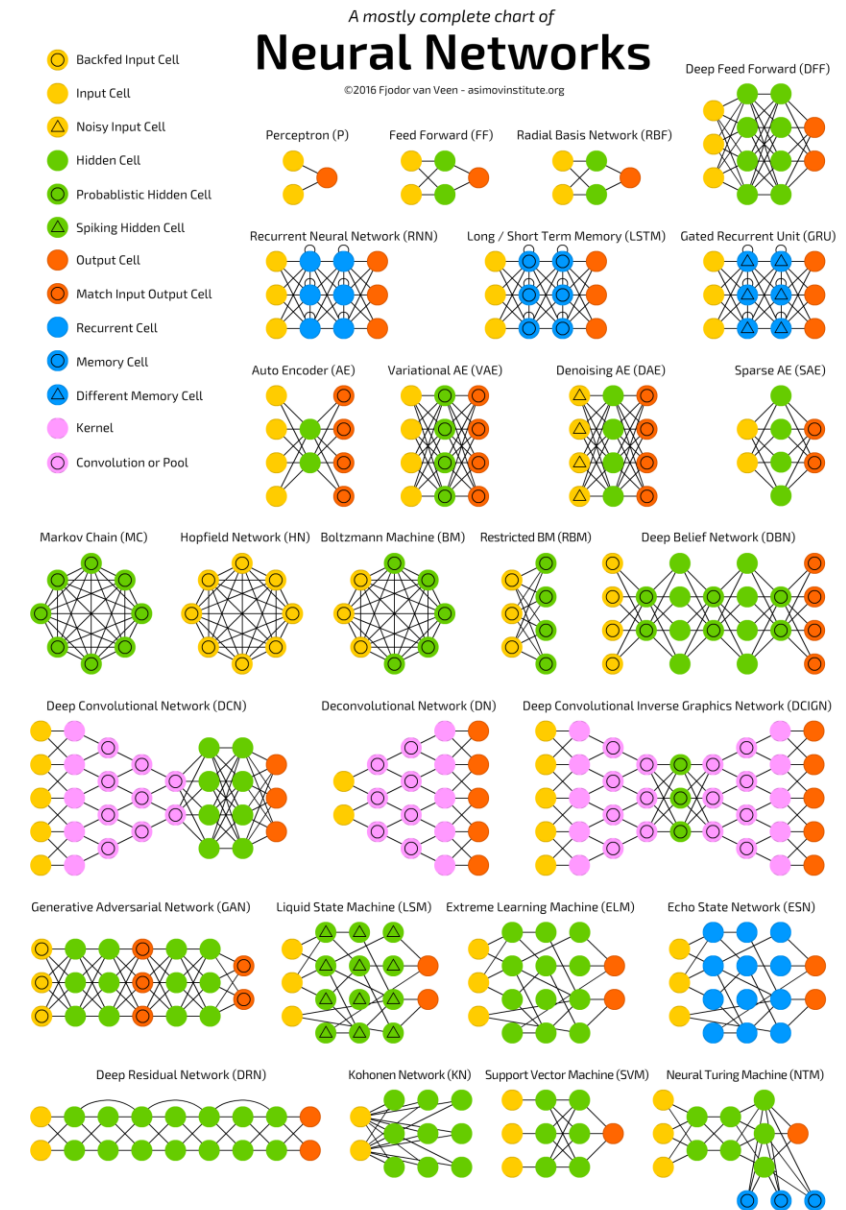 A mostly complete chart of
Neural Networks
©2016 Fjodor van Veen - asimovinstitute.org
Backfed Input Cell
Input Cell
Noisy Input Cell
Hidden Cell
Probablistic Hidden Cell
Spiking Hidden Cell
Output Cell
Match Input Output Cell
Recurrent Cell
Memory Cell
Different Memory Cell
Kernel
Convolution or Pool
Deep Feed Forward (DFF)
Perceptron (P)
Feed Forward (FF)
Radial Basis Network (RBF)
Recurrent Neural Network (RNN)
Long / Short Term Memory (LSTM)
Gated Recurrent Unit (GRU)
Auto Encoder (AE)
Variational AE (VAE)
Denoising AE (DAE)
Sparse AE (SAE)
Markov Chain (MC)
Hopfield Network (HN)
Boltzmann Machine (BM)
Restricted BM (RBM)
Deep Belief Network (DBN)
Deep Convolutional Network (DCN)
Deconvolutional Network (DN)
Deep Convolutional Inverse Graphics Network (DCIGN)
Generative Adversarial Network (GAN)
Liquid State Machine (LSM)
Extreme Learning Machine (ELM)
Echo State Network (ESN)
Deep Residual Network (DRN)
Kohonen Network (KN)
Support Vector Machine (SVM)
Neural Turing Machine (NTM)